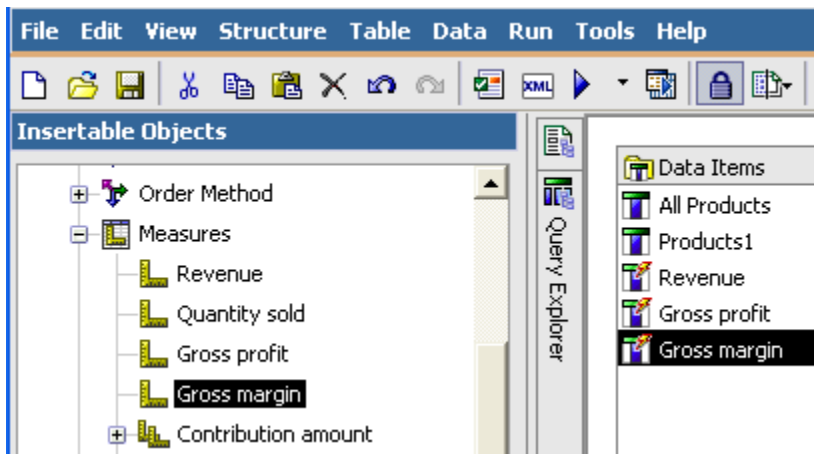 File Edit View Structure Table Data Run Tools Help
XML
Insertable Objects
Order Method
Measures
Revenue
Quantity sold
Gross profit
Gross margin
Contribution amount
Query Explorer
Data Items
All Products
Products1
Revenue
Gross profit
Gross margin